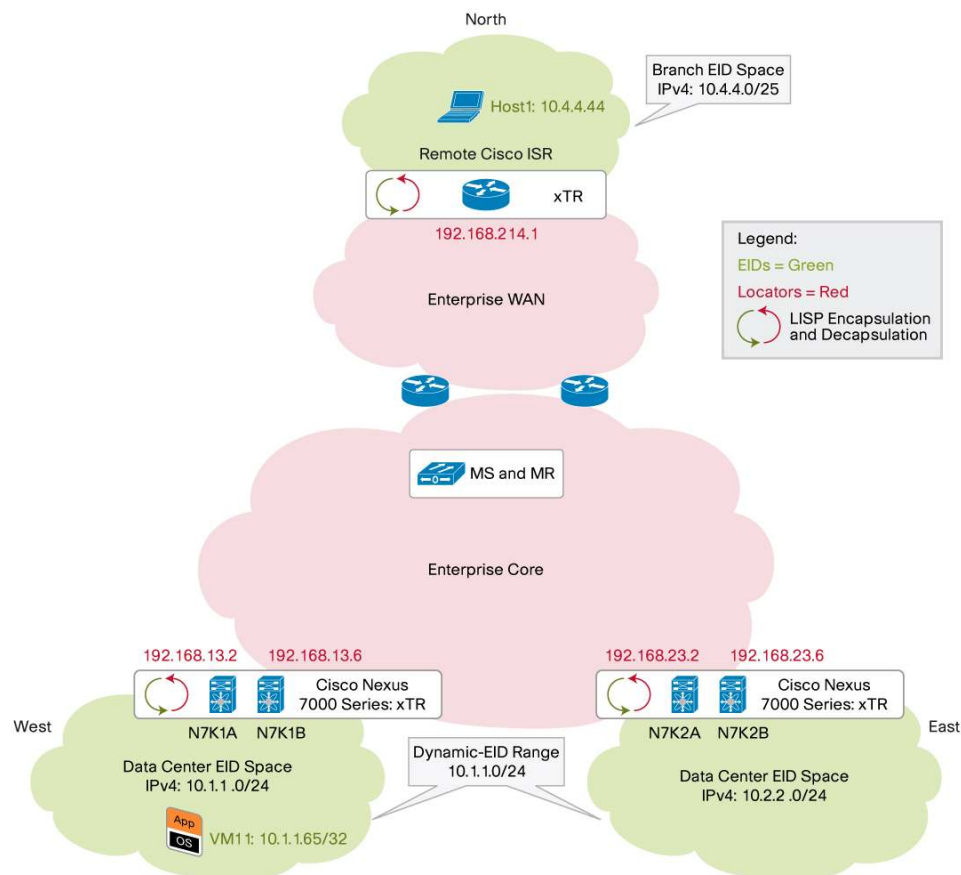 North
Branch EID Space
IPv4: 10.4.4.0/25
Host1: 10.4.4.44
Remote Cisco ISR
xTR
192.168.214.1
Legend:
EIDs = Green
Locators = Red
LISP Encapsulation
and Decapsulation
Enterprise WAN
MS and MR
Enterprise Core
192.168.13.2
192.168.13.6
192.168.23.2
192.168.23.6
Cisco Nexus
7000 Series: xTR
Cisco Nexus
7000 Series: xTR
West
N7K1A
N7K1B
N7K2A
N7K2B
East
Dynamic-EID Range
10.1.1.0/24
Data Center EID Space
IPv4: 10.1.1 .0/24
Data Center EID Space
IPv4: 10.2.2 .0/24
App
OS
VM11: 10.1.1.65/32